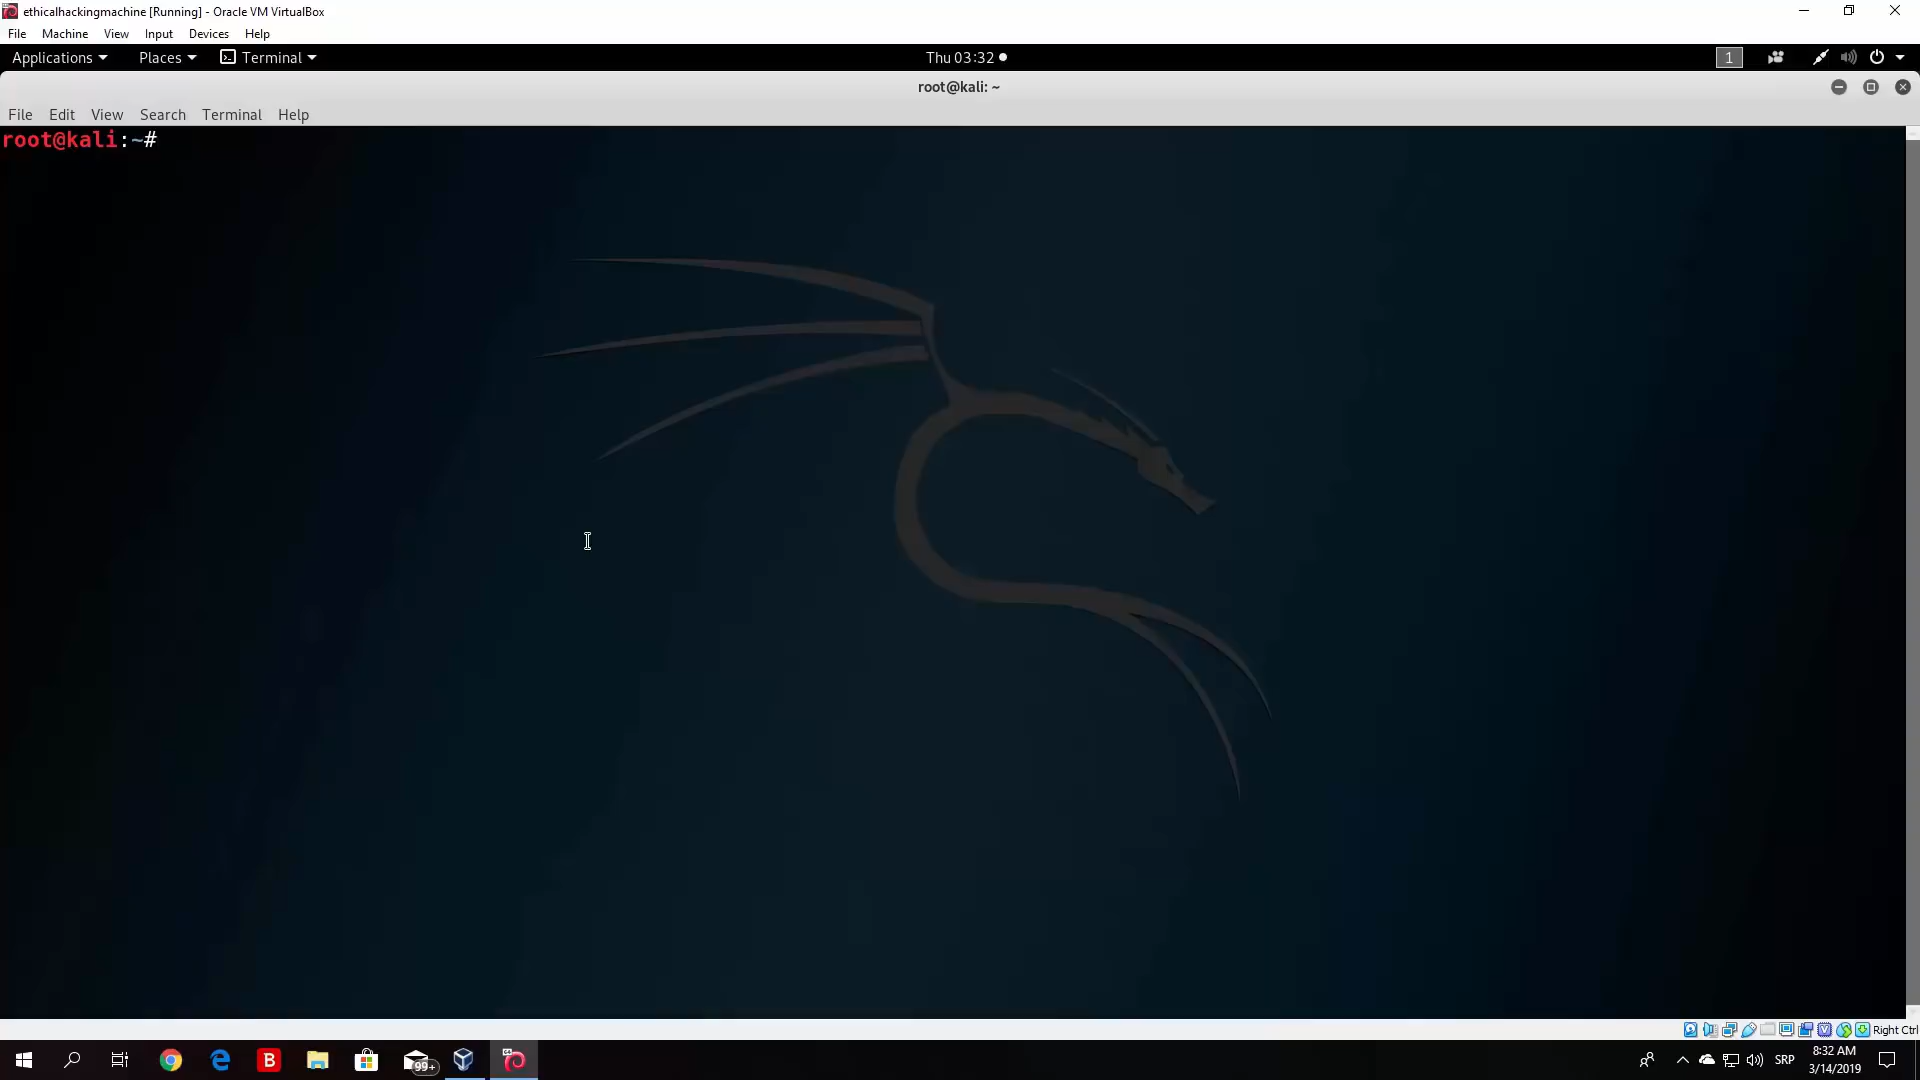 ethicalhackingmachine [Running] - Oracle VM VirtualBox
File Machine View Input Devices Help
Applications Places Terminal Thu 03:32 1
root@kali: ~
File Edit View Search Terminal Help
root@kali:~#
Right Ctrl
99+ SRP 8:32 AM
3/14/2019